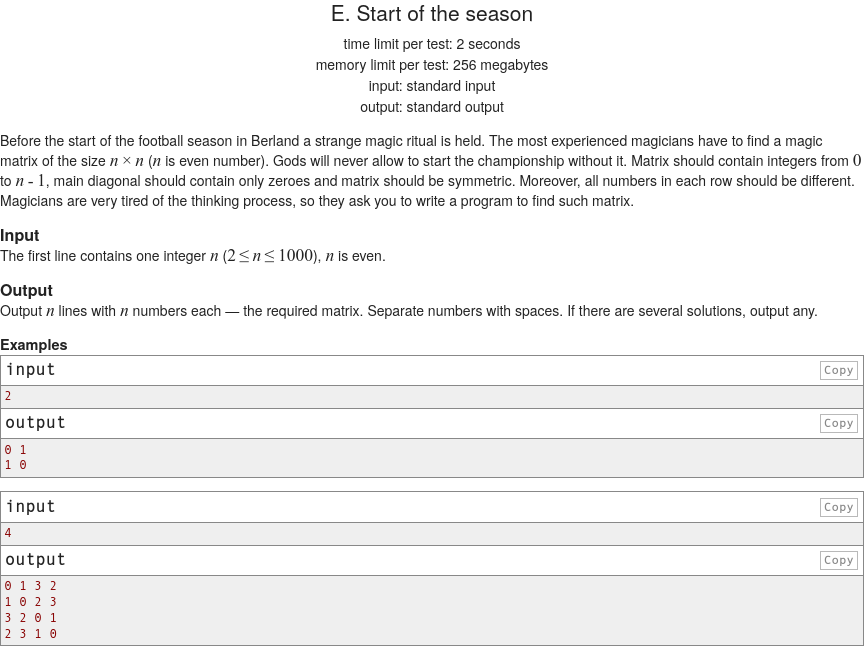 E. Start of the season
time limit per test: 2 seconds
memory limit per test: 256 megabytes
input: standard input
output: standard output
Before the start of the football season in Berland a strange magic ritual is held. The most experienced magicians have to find a magic
matrix of the size n × n (n is even number). Gods will never allow to start the championship without it. Matrix should contain integers from 0
to n - 1, main diagonal should contain only zeroes and matrix should be symmetric. Moreover, all numbers in each row should be different.
Magicians are very tired of the thinking process, so they ask you to write a program to find such matrix.
Input
The first line contains one integer n (2 ≤ n ≤ 1000), n is even.
Output
Output n lines with n numbers each — the required matrix. Separate numbers with spaces. If there are several solutions, output any.
Examples
input Copy
2
output Copy
0 1
1 0
input Copy
4
output Copy
0 1 3 2
1 0 2 3
3 2 0 1
2 3 1 0